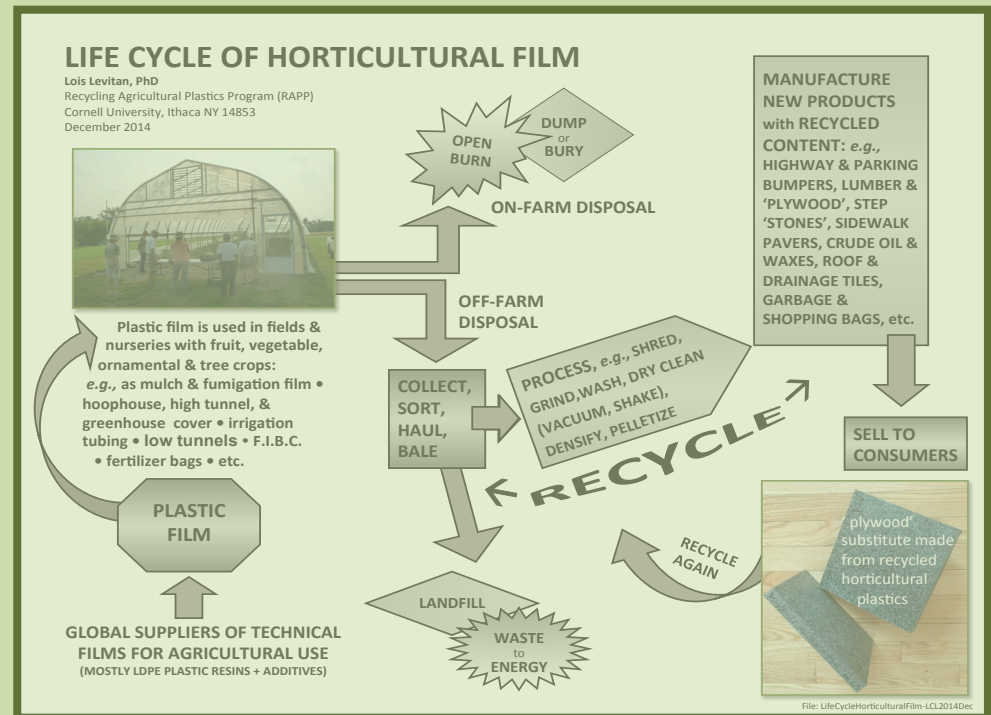 LIFE CYCLE OF HORTICULTURAL FILM
Lois Levitan, PhD
Recycling Agricultural Plastics Program (RAPP)
Cornell University, Ithaca NY 14853
December 2014
OPEN
BURN
DUMP
or
BURY
ON-FARM DISPOSAL
OFF-FARM
DISPOSAL
Plastic film is used in fields &
nurseries with fruit, vegetable,
ornamental & tree crops:
e.g., as mulch & fumigation film •
hoophouse, high tunnel, &
greenhouse cover • irrigation
tubing • low tunnels • F.I.B.C.
• fertilizer bags • etc.
PLASTIC
FILM
GLOBAL SUPPLIERS OF TECHNICAL
FILMS FOR AGRICULTURAL USE
(MOSTLY LDPE PLASTIC RESINS + ADDITIVES)
COLLECT,
SORT,
HAUL,
BALE
PROCESS, e.g., SHRED,
GRIND,WASH, DRY CLEAN
(VACUUM, SHAKE),
DENSIFY, PELLETIZE
RECYCLE
LANDFILL
WASTE
to
ENERGY
MANUFACTURE
NEW PRODUCTS
with RECYCLED
CONTENT: e.g.,
HIGHWAY & PARKING
BUMPERS, LUMBER &
‘PLYWOOD’, STEP
‘STONES’, SIDEWALK
PAVERS, CRUDE OIL &
WAXES, ROOF &
DRAINAGE TILES,
GARBAGE &
SHOPPING BAGS, etc.
SELL TO
CONSUMERS
RECYCLE
AGAIN
plywood’
substitute made
from recycled
horticultural
plastics
File: LifeCycleHorticulturalFilm-LCL2014Dec